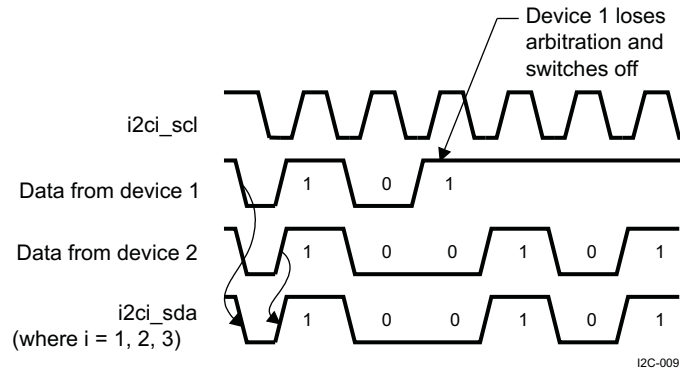 Device 1 loses
arbitration and
switches off
i2ci_scl
Data from device 1 1 0 1
Data from device 2 1 0 0 1 0 1
i2ci_sda 1 0 0 1 0 1
(where i = 1, 2, 3)
I2C-009